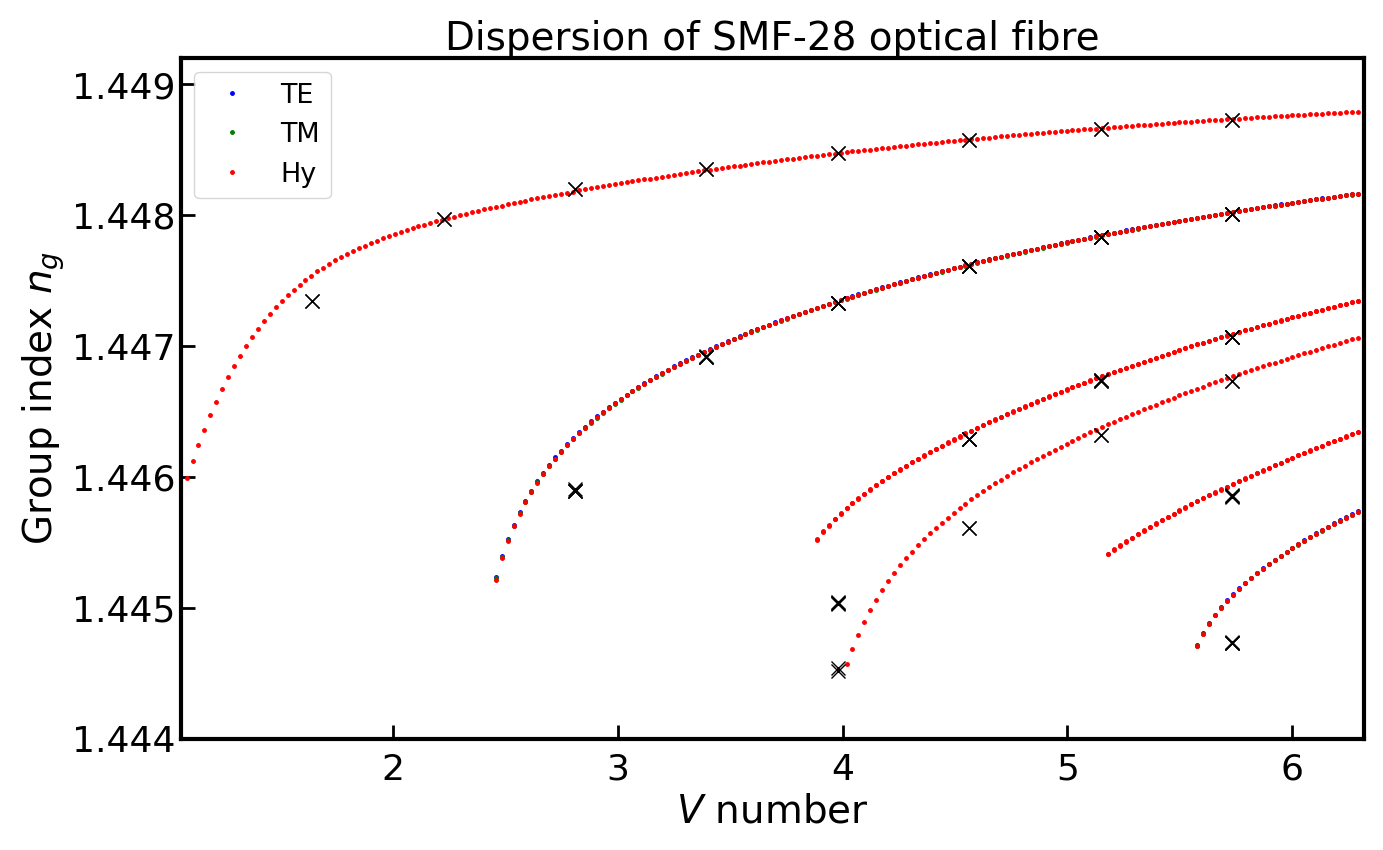 Dispersion of SMF-28 optical fibre
TE
TM
Hy
Group index n_g
1.449
1.448
1.447
1.446
1.445
1.444
2 3 4 5 6
V number